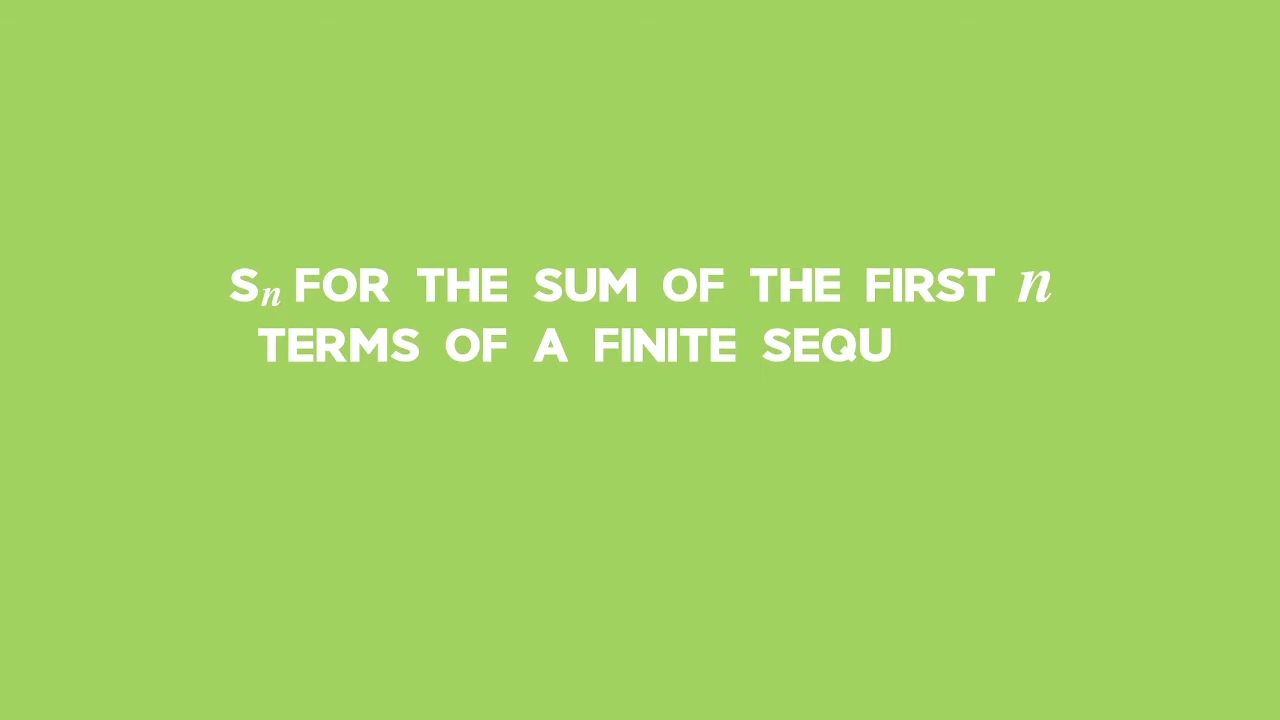 Sn FOR THE SUM OF THE FIRST n
TERMS OF A FINITE SEQU